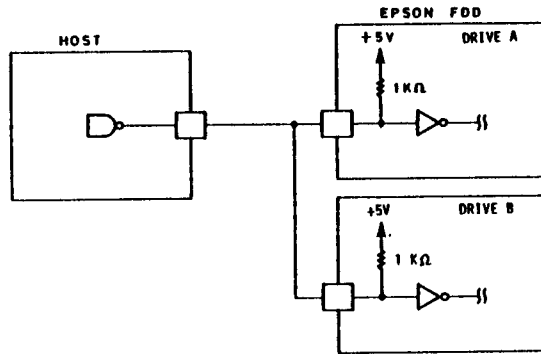 EPSON FDD
HOST
+5V
DRIVE A
1KΩ
+5V
DRIVE B
1 KΩ